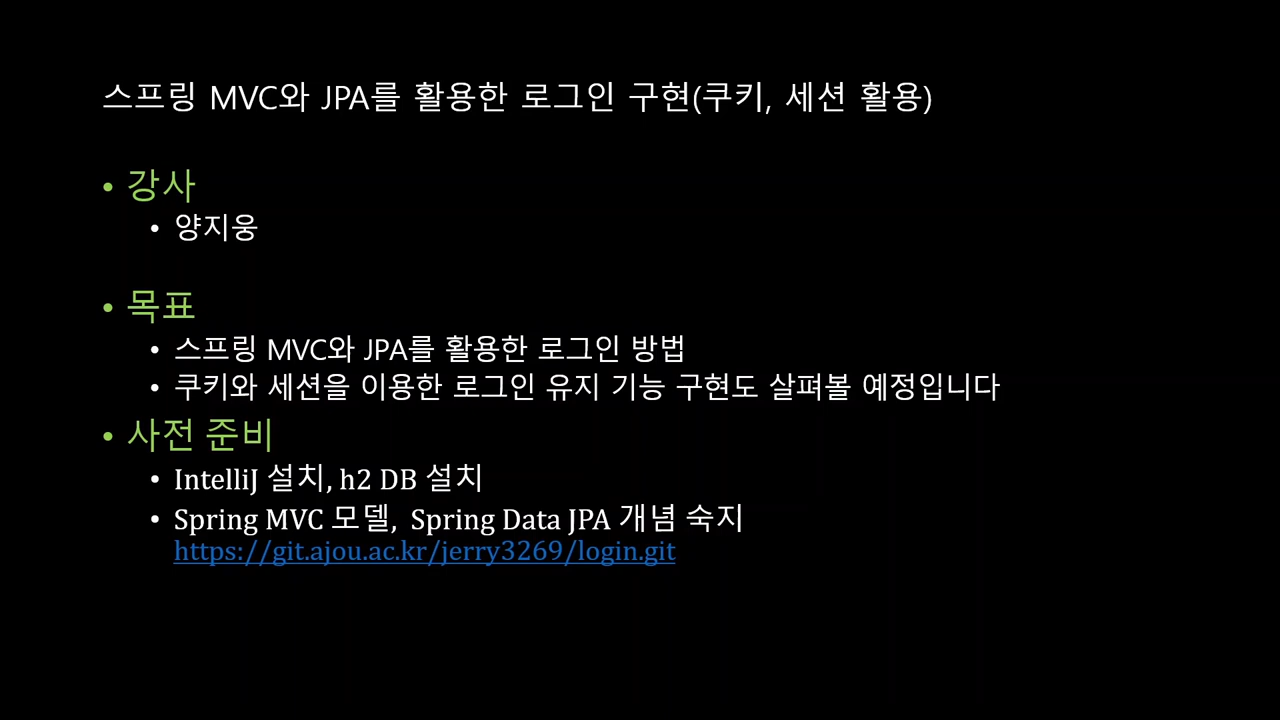 스프링 MVC와 JPA를 활용한 로그인 구현(쿠키, 세션 활용)
• 강사
• 양지웅
• 목표
• 스프링 MVC와 JPA를 활용한 로그인 방법
• 쿠키와 세션을 이용한 로그인 유지 기능 구현도 살펴볼 예정입니다
• 사전 준비
• IntelliJ 설치, h2 DB 설치
• Spring MVC 모델, Spring Data JPA 개념 숙지
https://git.ajou.ac.kr/jerry3269/login.git